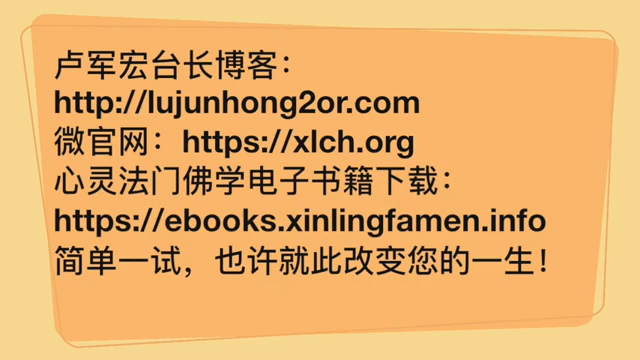 卢军宏台长博客：
http://lujunhong2or.com
微官网：https://xlch.org
心灵法门佛学电子书籍下载：
https://ebooks.xinlingfamen.info
简单一试，也许就此改变您的一生！